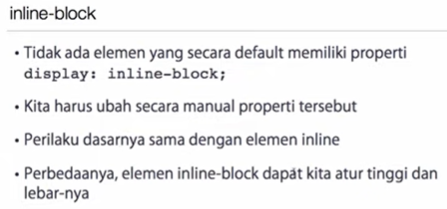 inline-block
• Tidak ada elemen yang secara default memiliki properti
display: inline-block;
• Kita harus ubah secara manual properti tersebut
• Perilaku dasarnya sama dengan elemen inline
• Perbedaanya, elemen inline-block dapat kita atur tinggi dan
lebar-nya